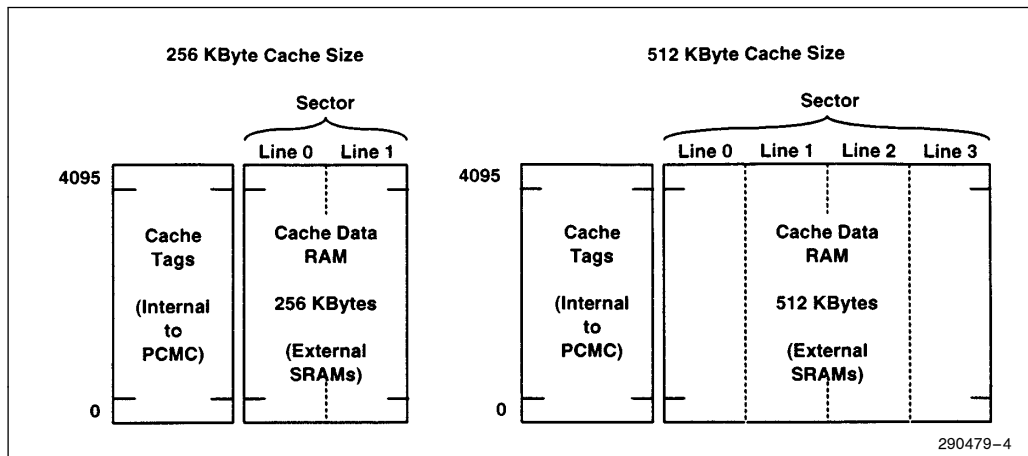 256 KByte Cache Size
Sector
Line 0 Line 1
4095
Cache
Tags
(Internal
to
PCMC)
Cache Data
RAM
256 KBytes
(External
SRAMs)
0
512 KByte Cache Size
Sector
Line 0 Line 1 Line 2 Line 3
4095
Cache
Tags
(Internal
to
PCMC)
Cache Data
RAM
512 KBytes
(External
SRAMs)
0
290479–4